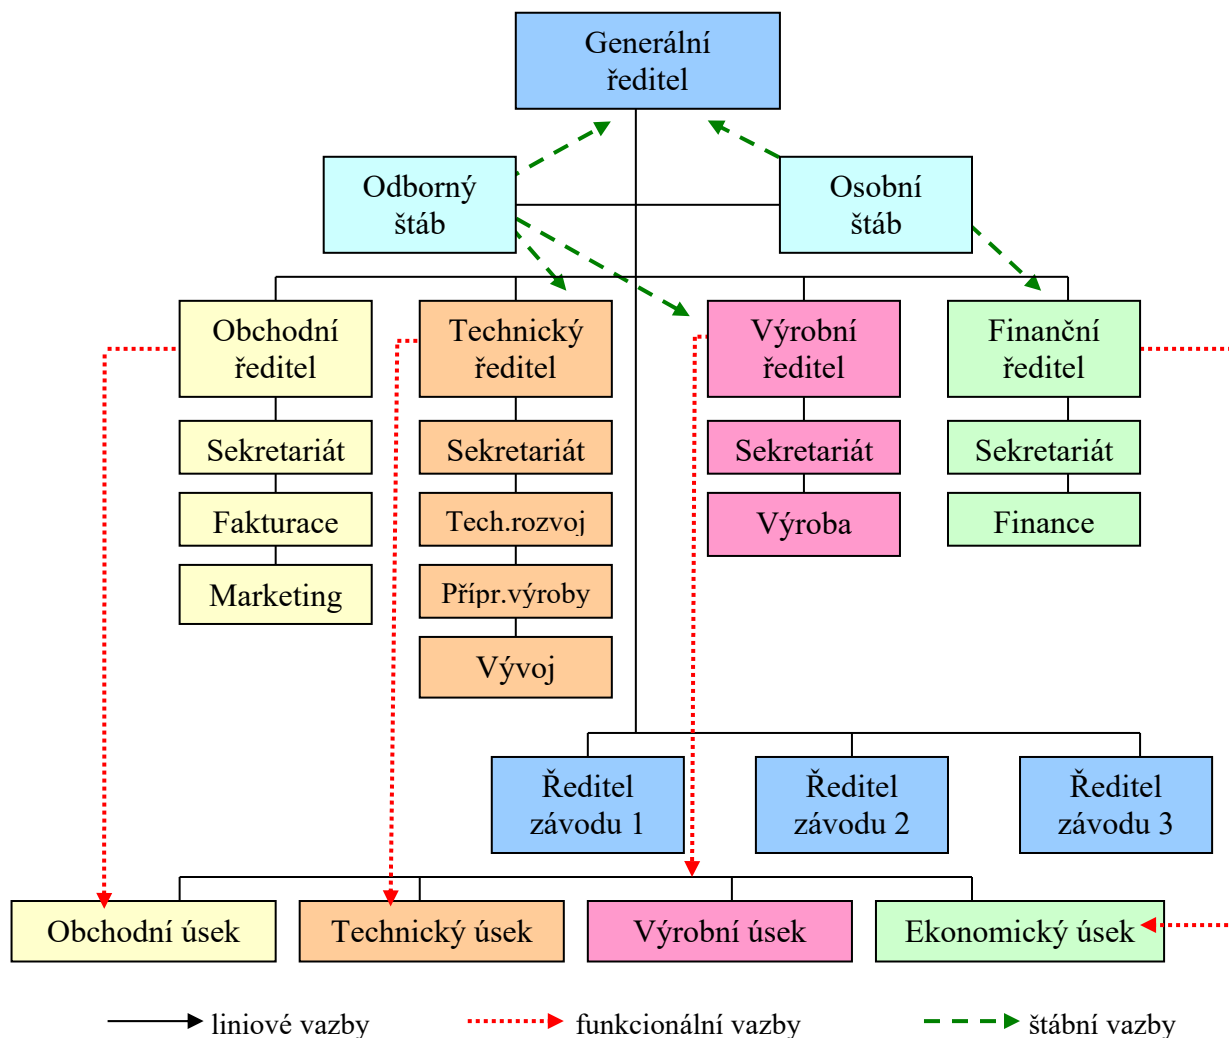 Generální
ředitel
Odborný
štáb
Osobní
štáb
Obchodní
ředitel
Technický
ředitel
Výrobní
ředitel
Finanční
ředitel
Sekretariát
Sekretariát
Sekretariát
Sekretariát
Fakturace
Tech.rozvoj
Výroba
Finance
Marketing
Přípr.výroby
Vývoj
Ředitel
závodu 1
Ředitel
závodu 2
Ředitel
závodu 3
Obchodní úsek
Technický úsek
Výrobní úsek
Ekonomický úsek
liniové vazby
funkcionální vazby
štábní vazby